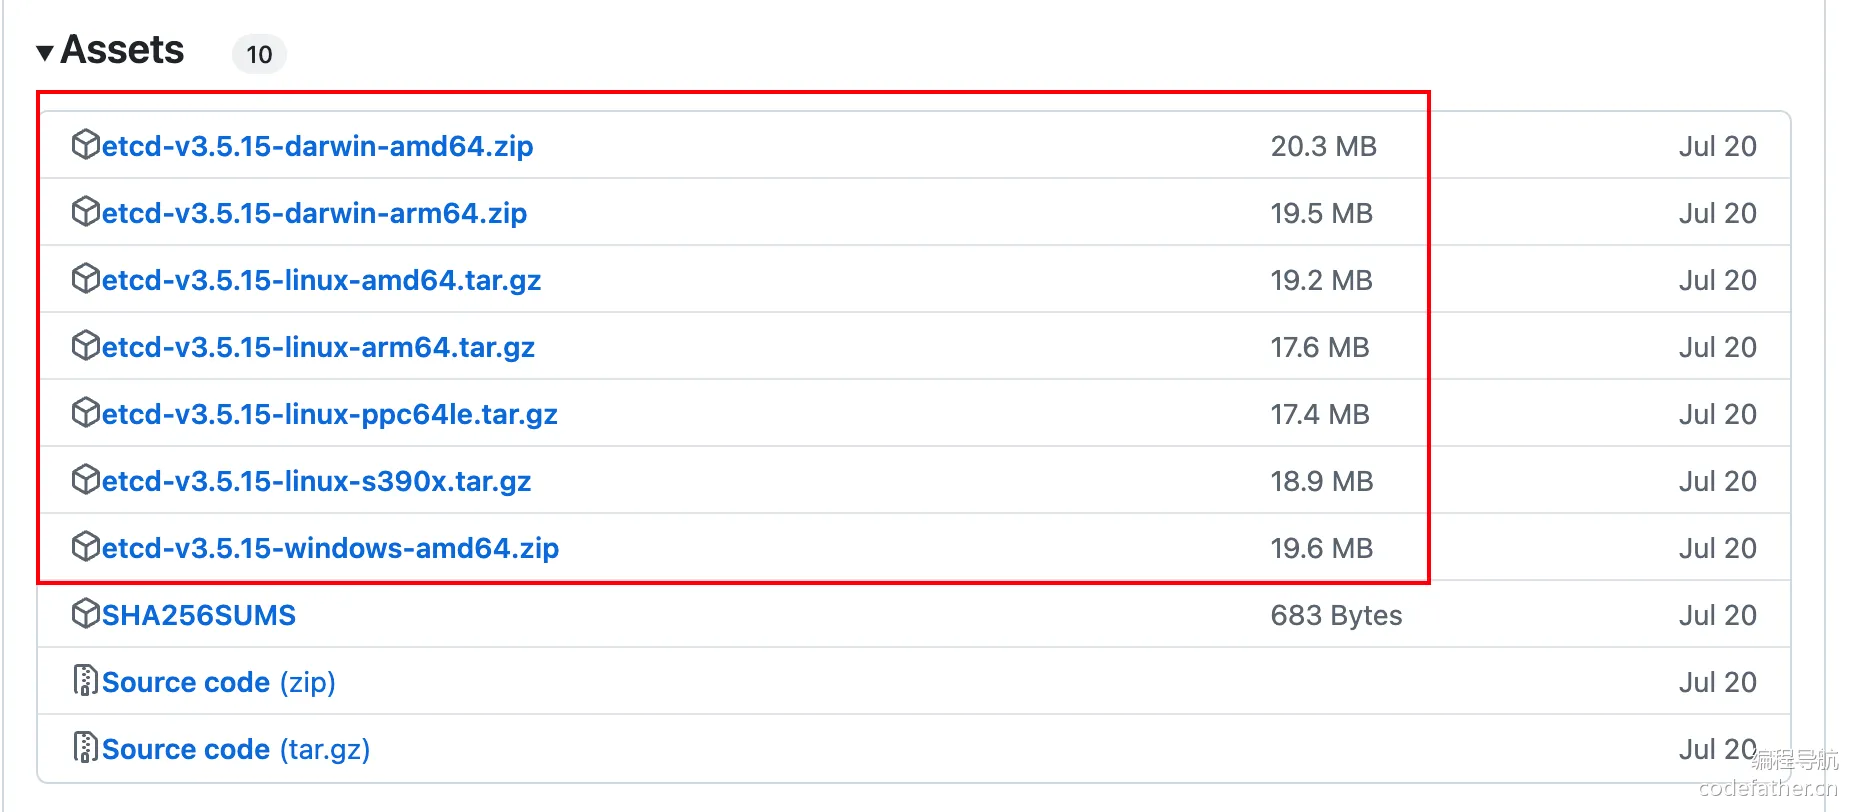 ▼ Assets 10
etcd-v3.5.15-darwin-amd64.zip 20.3 MB Jul 20
etcd-v3.5.15-darwin-arm64.zip 19.5 MB Jul 20
etcd-v3.5.15-linux-amd64.tar.gz 19.2 MB Jul 20
etcd-v3.5.15-linux-arm64.tar.gz 17.6 MB Jul 20
etcd-v3.5.15-linux-ppc64le.tar.gz 17.4 MB Jul 20
etcd-v3.5.15-linux-s390x.tar.gz 18.9 MB Jul 20
etcd-v3.5.15-windows-amd64.zip 19.6 MB Jul 20
SHA256SUMS 683 Bytes Jul 20
Source code (zip) Jul 20
Source code (tar.gz) Jul 20
编程导航
codefather.cn